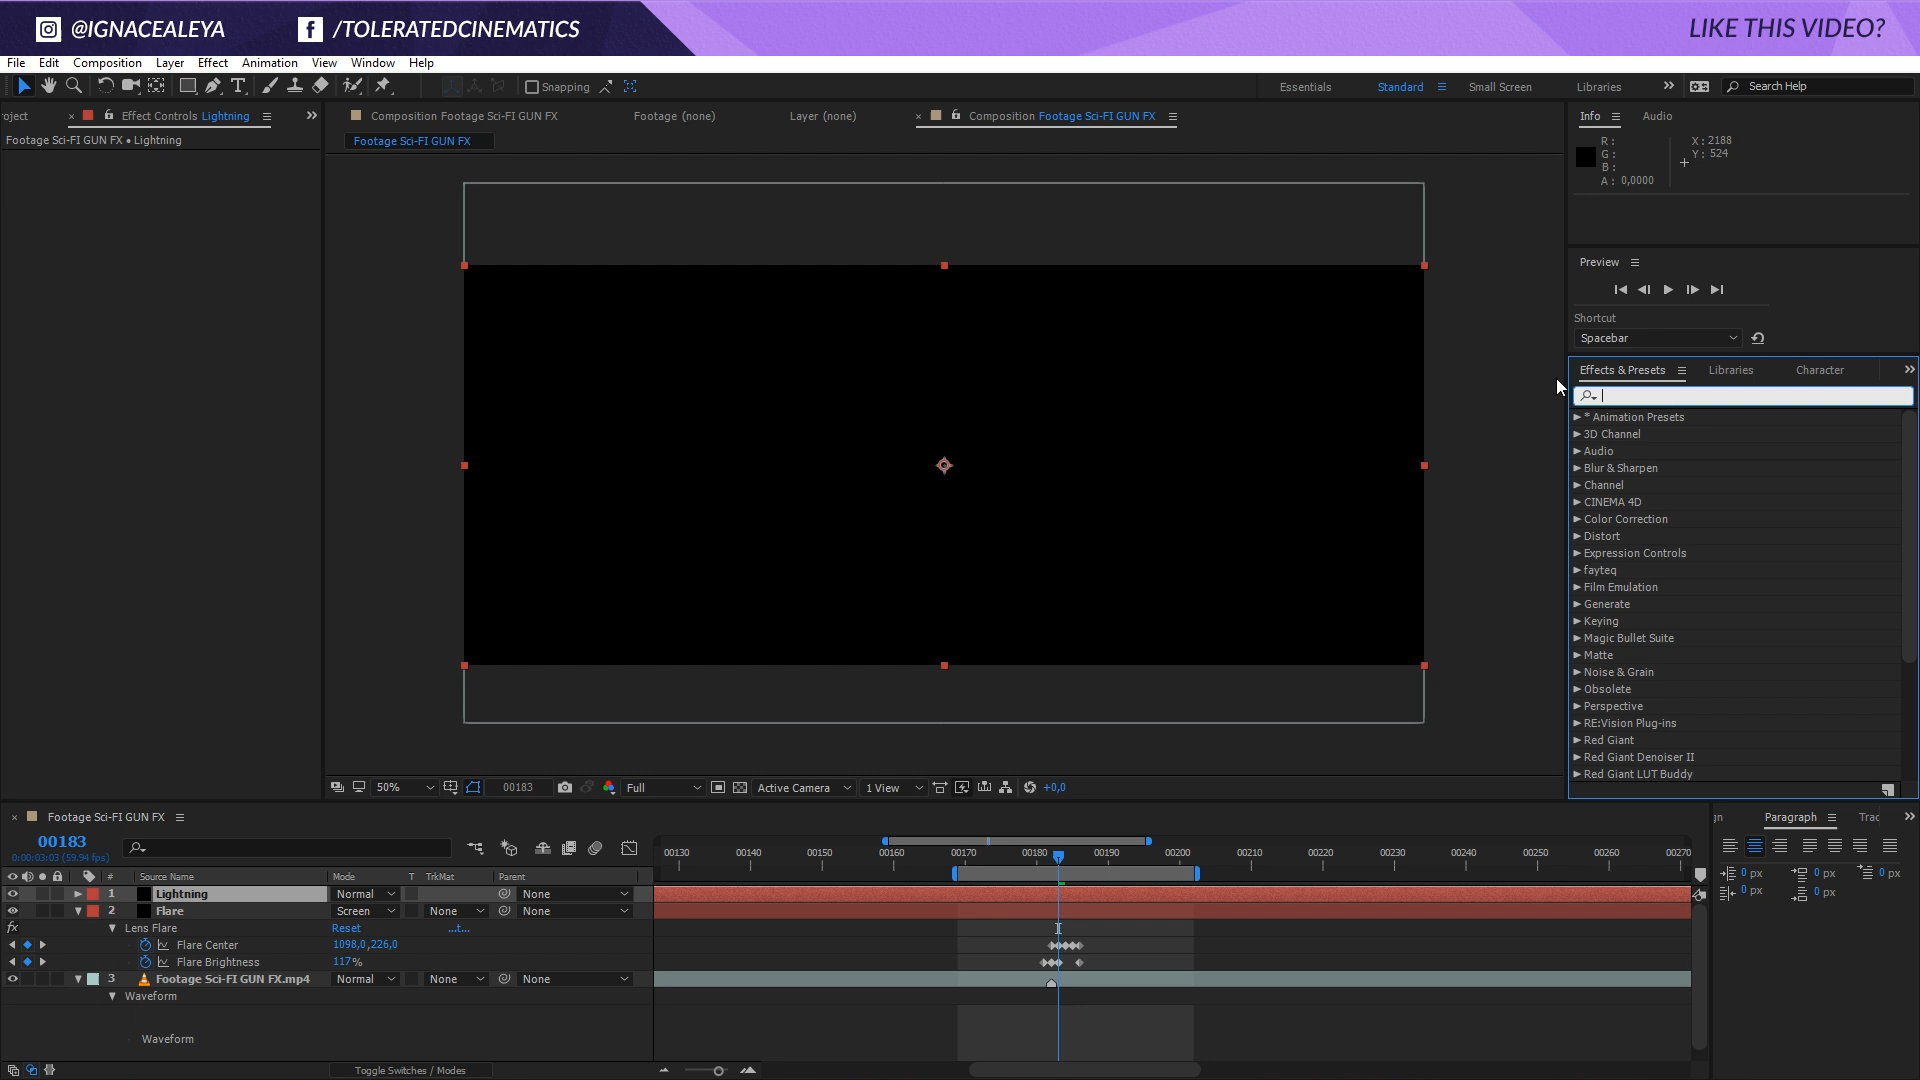 @IGNACEALEYA
/TOLERATEDCINEMATICS
LIKE THIS VIDEO?
File Edit Composition Layer Effect Animation View Window Help
Snapping
Essentials Standard Small Screen Libraries Search Help
oject Effect Controls Lightning
Composition Footage Sci-FI GUN FX Footage (none) Layer (none) Composition Footage Sci-FI GUN FX
Info Audio
Footage Sci-FI GUN FX • Lightning
Footage Sci-FI GUN FX
R :
G :
B :
A : 0,0000
X : 2188
Y : 524
Preview
Shortcut
Spacebar
Effects & Presets Libraries Character
* Animation Presets
3D Channel
Audio
Blur & Sharpen
Channel
CINEMA 4D
Color Correction
Distort
Expression Controls
fayteq
Film Emulation
Generate
Keying
Magic Bullet Suite
Matte
Noise & Grain
Obsolete
Perspective
RE:Vision Plug-ins
Red Giant
Red Giant Denoiser II
Red Giant LUT Buddy
50% 00183 Full Active Camera 1 View +0,0
Footage Sci-FI GUN FX
00183
0:00:03:03 (59.94 fps)
00130 00140 00150 00160 00170 00180 00190 00200 00210 00220 00230 00240 00250 00260 00270
# Source Name Mode T TrkMat Parent
1 Lightning Normal None
2 Flare Screen None None
fx Lens Flare Reset ...t...
Flare Center 1098,0,226,0
Flare Brightness 117%
3 Footage Sci-FI GUN FX.mp4 Normal None None
Waveform
Waveform
Toggle Switches / Modes
gn Paragraph Trac
0 px 0 px 0 px
0 px 0 px